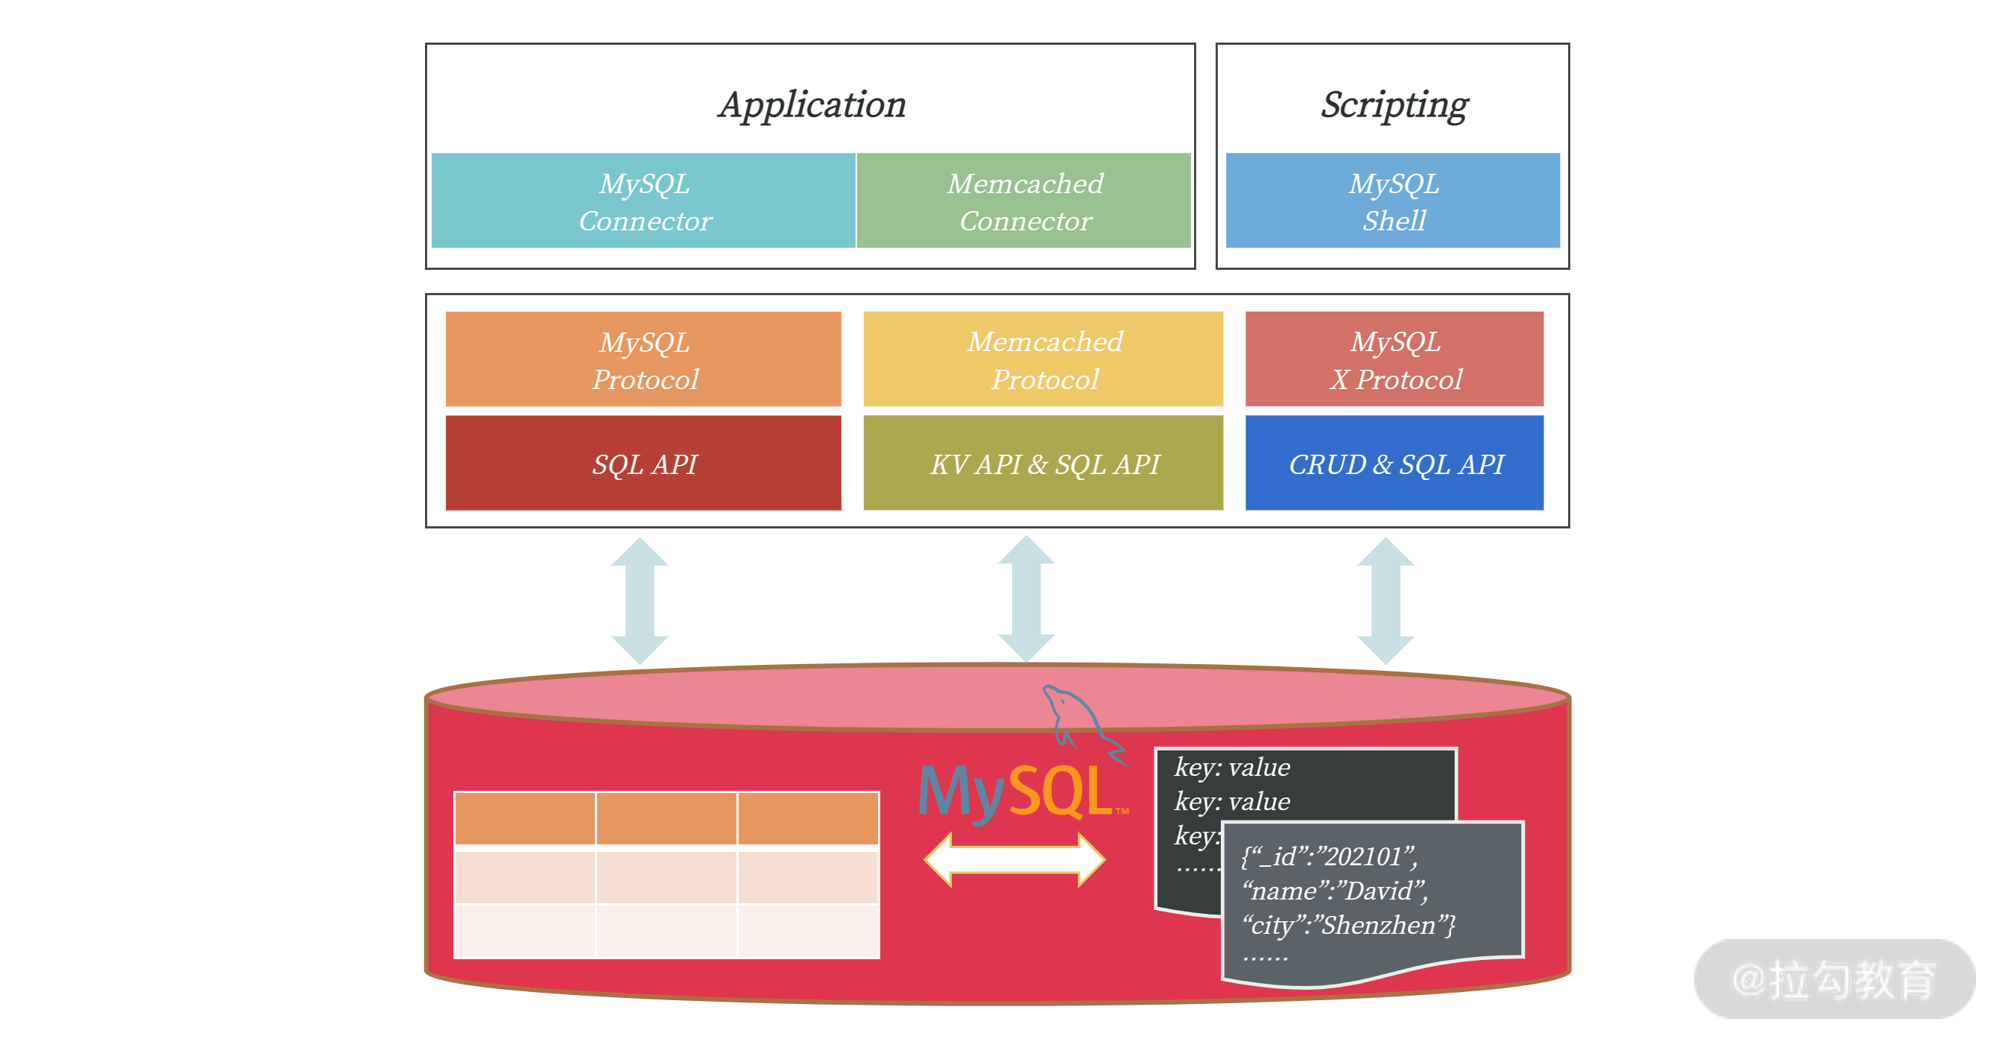 Application
Scripting
MySQL
Connector
Memcached
Connector
MySQL
Shell
MySQL
Protocol
Memcached
Protocol
MySQL
X Protocol
SQL API
KV API & SQL API
CRUD & SQL API
MySQL™
key: value
key: value
key:
......
{“_id”:”202101”,
“name”:”David”,
“city”:”Shenzhen”}
......
@拉勾教育